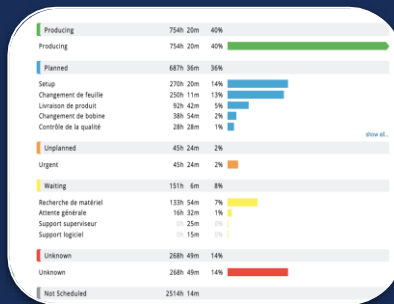 Producing 754h 20m 40%
Producing 754h 20m 40%
Planned 687h 36m 36%
Setup 270h 20m 14%
Changement de feuille 250h 11m 13%
Livraison de produit 92h 42m 5%
Changement de bobine 38h 54m 2%
Contrôle de la qualité 28h 28m 1%
show all...
Unplanned 45h 24m 2%
Urgent 45h 24m 2%
Waiting 151h 6m 8%
Recherche de matériel 133h 54m 7%
Attente générale 16h 32m 1%
Support superviseur 0h 25m 0%
Support logiciel 0h 15m 0%
Unknown 268h 49m 14%
Unknown 268h 49m 14%
Not Scheduled 2514h 14m